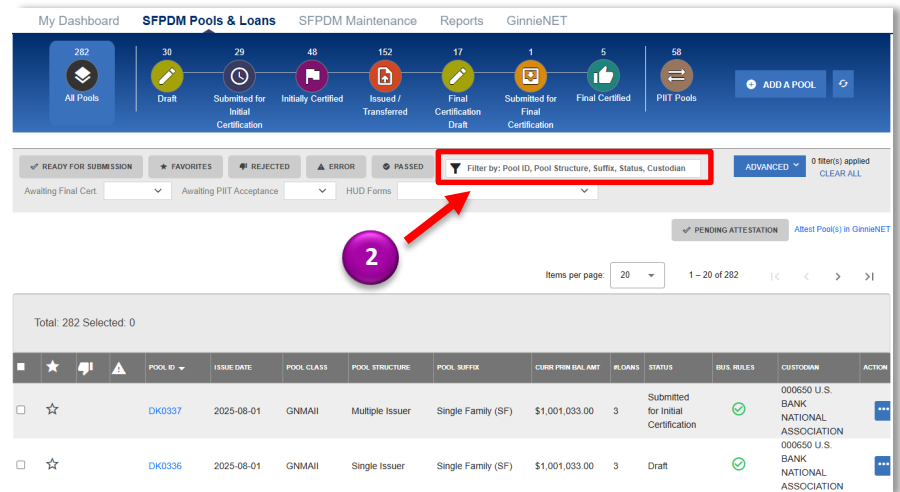 My Dashboard SFPDM Pools & Loans SFPDM Maintenance Reports GinnieNET
282 30 29 48 152 17 1 5 58
All Pools Draft Submitted for Initial Certification Initially Certified Issued / Transferred Final Certification Draft Submitted for Final Certification Final Certified PIIT Pools
ADD A POOL
READY FOR SUBMISSION FAVORITES REJECTED ERROR PASSED Filter by: Pool ID, Pool Structure, Suffix, Status, Custodian ADVANCED 0 filter(s) applied
CLEAR ALL
Awaiting Final Cert. Awaiting PIIT Acceptance HUD Forms
PENDING ATTESTATION Attest Pool(s) in GinnieNET
2
Items per page: 20 1 – 20 of 282
Total: 282 Selected: 0
POOL ID ISSUE DATE POOL CLASS POOL STRUCTURE POOL SUFFIX CURR PRIN BAL AMT #LOANS STATUS BUS. RULES CUSTODIAN ACTION
DK0337 2025-08-01 GNMAII Multiple Issuer Single Family (SF) $1,001,033.00 3 Submitted for Initial Certification 000650 U.S. BANK NATIONAL ASSOCIATION
DK0336 2025-08-01 GNMAII Single Issuer Single Family (SF) $1,001,033.00 3 Draft 000650 U.S. BANK NATIONAL ASSOCIATION